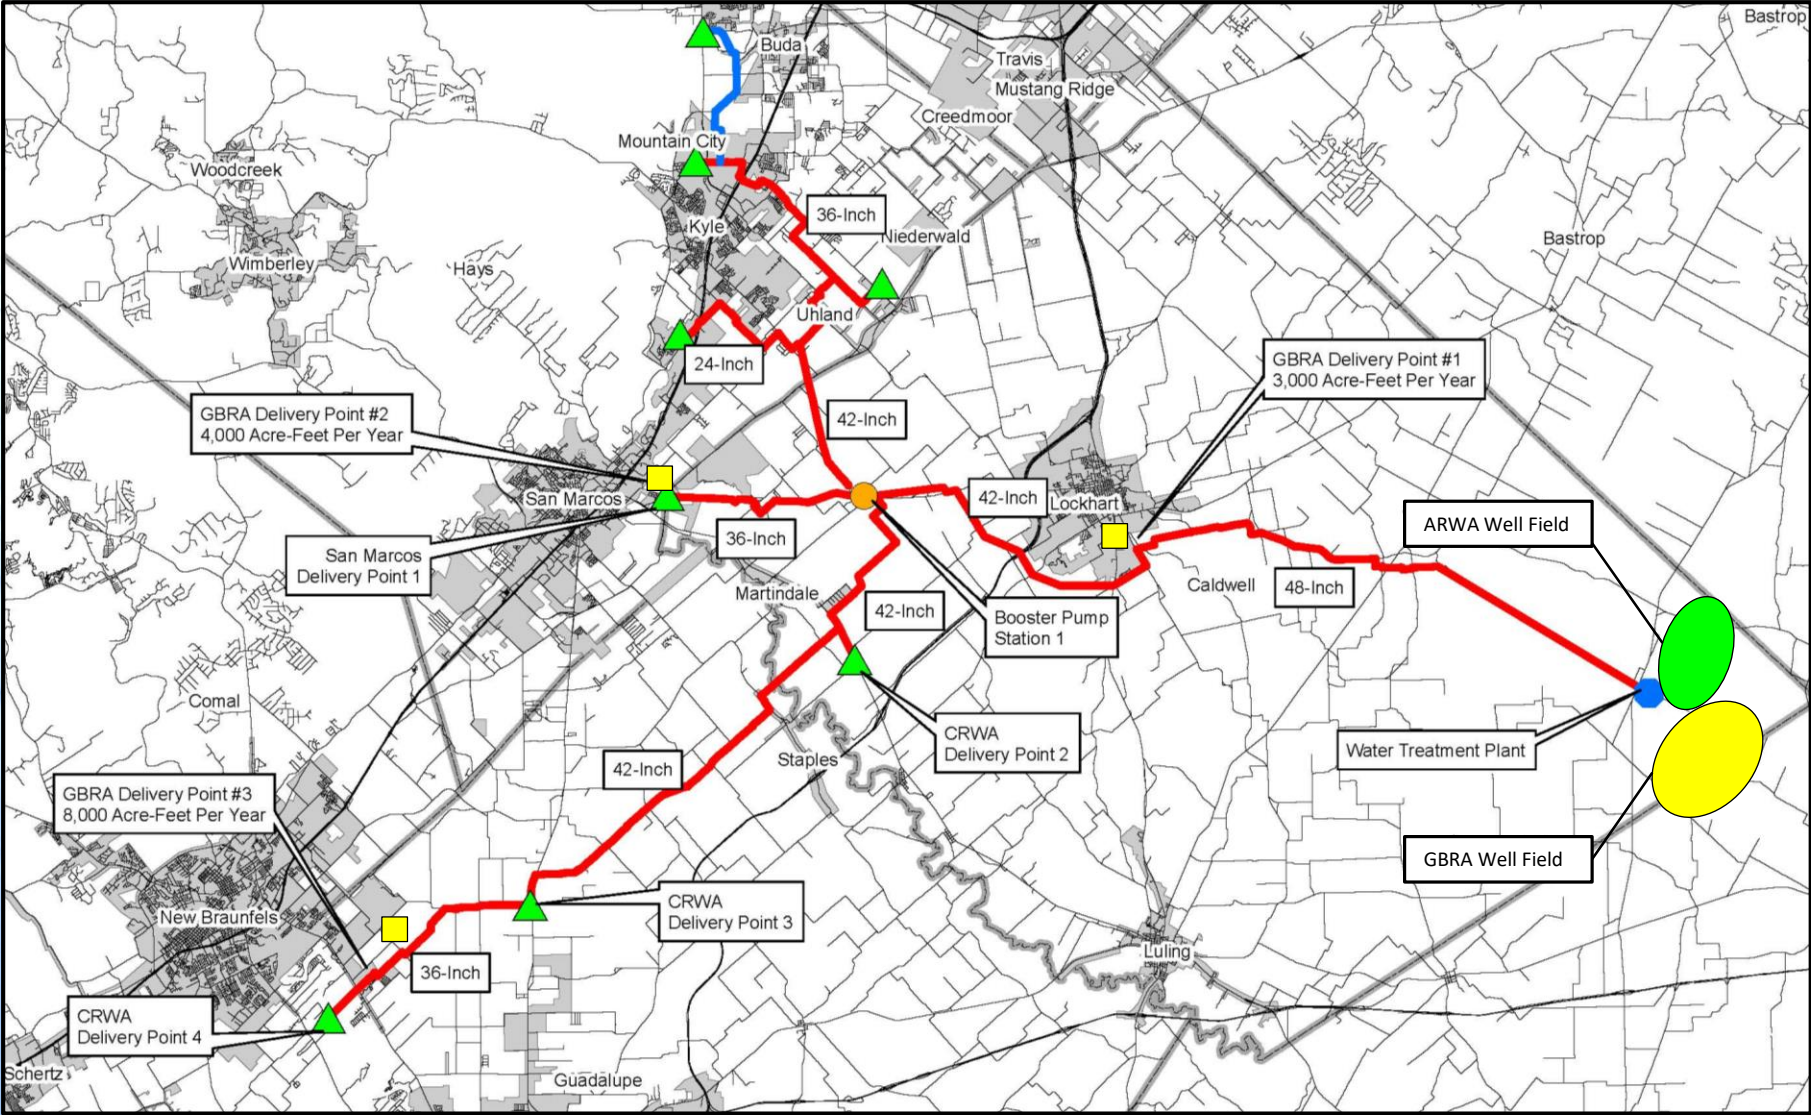 Bastrop
Buda
Travis
Mustang Ridge
Creedmoor
Mountain City
Woodcreek
36-Inch
Kyle
Niederwald
Bastrop
Wimberley
Hays
Uhland
24-Inch
GBRA Delivery Point #1
3,000 Acre-Feet Per Year
GBRA Delivery Point #2
4,000 Acre-Feet Per Year
42-Inch
San Marcos
42-Inch
Lockhart
ARWA Well Field
36-Inch
San Marcos
Delivery Point 1
Martindale
42-Inch
Caldwell
48-Inch
Booster Pump
Station 1
Comal
CRWA
Delivery Point 2
Water Treatment Plant
Staples
42-Inch
GBRA Delivery Point #3
8,000 Acre-Feet Per Year
GBRA Well Field
CRWA
Delivery Point 3
New Braunfels
Luling
36-Inch
CRWA
Delivery Point 4
Schertz
Guadalupe